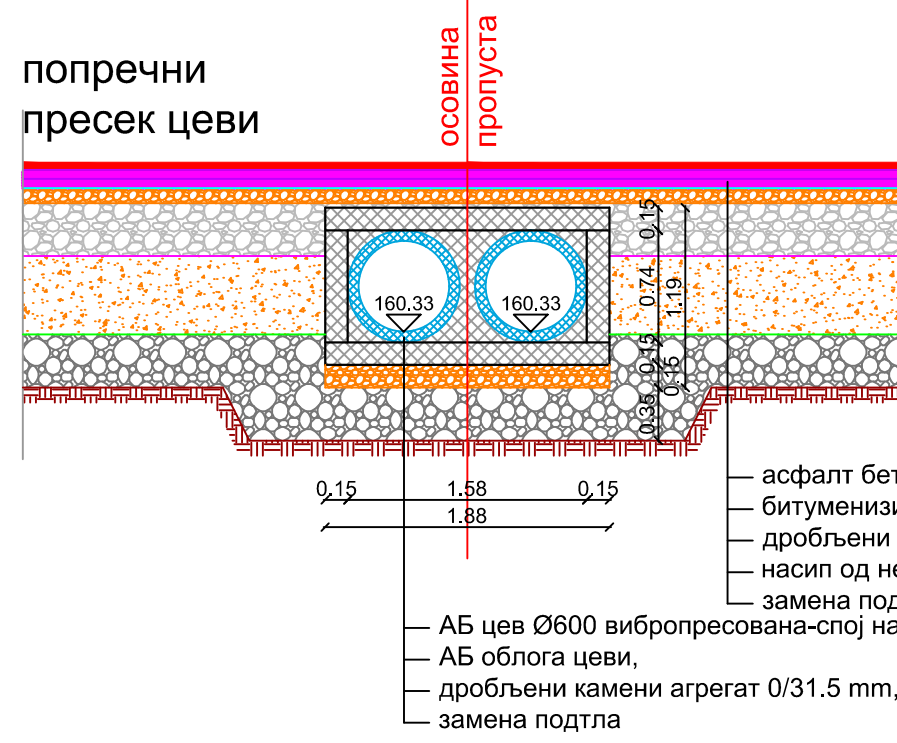 попречни
пресек цеви
осовина
пропуста
160.33
160.33
0.15
0.74
0.15
0.35
1.19
0.15
0.15
1.58
0.15
1.88
асфалт бет
битуменизи
дробљени
насип од не
замена под
АБ цев Ø600 вибропресована-спој на
АБ облога цеви,
дробљени камени агрегат 0/31.5 mm,
замена подтла